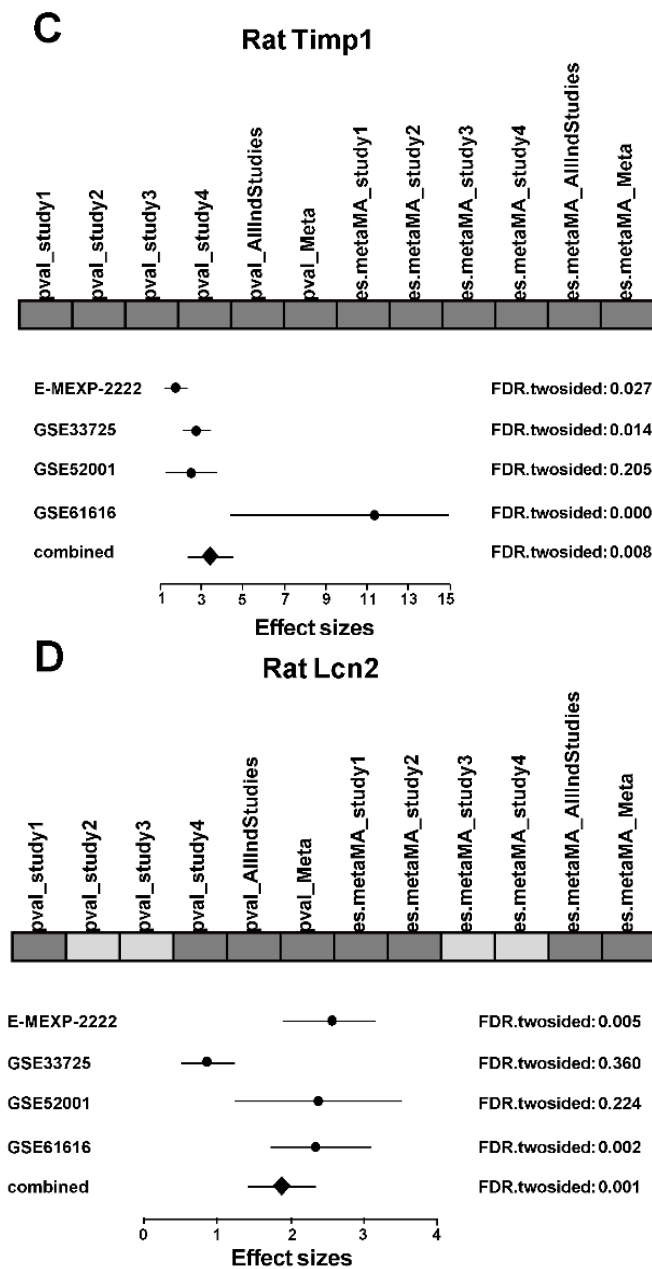 C
Rat Timp1
pval_study1
pval_study2
pval_study3
pval_study4
pval_AllIndStudies
pval_Meta
es.metaMA_study1
es.metaMA_study2
es.metaMA_study3
es.metaMA_study4
es.metaMA_AllIndStudies
es.metaMA_Meta
E-MEXP-2222 FDR.twosided: 0.027
GSE33725 FDR.twosided: 0.014
GSE52001 FDR.twosided: 0.205
GSE61616 FDR.twosided: 0.000
combined FDR.twosided: 0.008
1 3 5 7 9 11 13 15
Effect sizes
D
Rat Lcn2
pval_study1
pval_study2
pval_study3
pval_study4
pval_AllIndStudies
pval_Meta
es.metaMA_study1
es.metaMA_study2
es.metaMA_study3
es.metaMA_study4
es.metaMA_AllIndStudies
es.metaMA_Meta
E-MEXP-2222 FDR.twosided: 0.005
GSE33725 FDR.twosided: 0.360
GSE52001 FDR.twosided: 0.224
GSE61616 FDR.twosided: 0.002
combined FDR.twosided: 0.001
0 1 2 3 4
Effect sizes